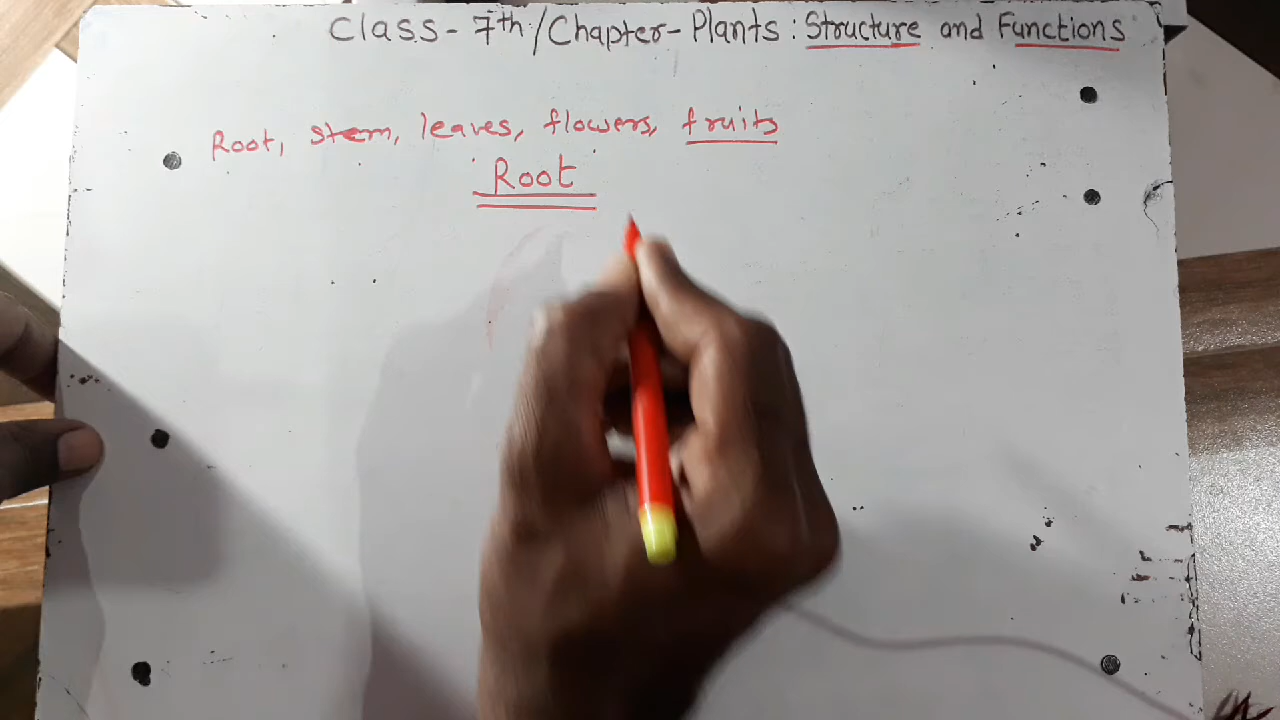 Class- 7th/Chapter- Plants: Structure and Functions
Root, stem, leaves, flowers, fruits
Root